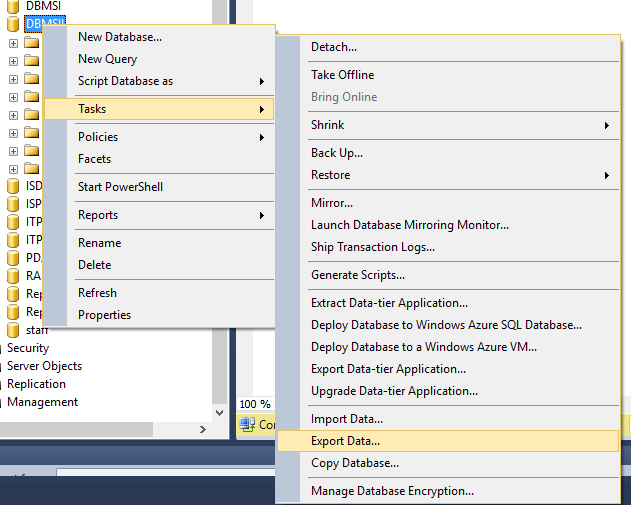 DBMSI
DBMSII
ISD
ISP
ITP
ITP
PD
RA
Rep
Rep
staff
Security
Server Objects
Replication
Management
New Database...
New Query
Script Database as
Tasks
Policies
Facets
Start PowerShell
Reports
Rename
Delete
Refresh
Properties
Detach...
Take Offline
Bring Online
Shrink
Back Up...
Restore
Mirror...
Launch Database Mirroring Monitor...
Ship Transaction Logs...
Generate Scripts...
Extract Data-tier Application...
Deploy Database to Windows Azure SQL Database...
Deploy Database to a Windows Azure VM...
Export Data-tier Application...
Upgrade Data-tier Application...
Import Data...
Export Data...
Copy Database...
Manage Database Encryption...
100 %
Co